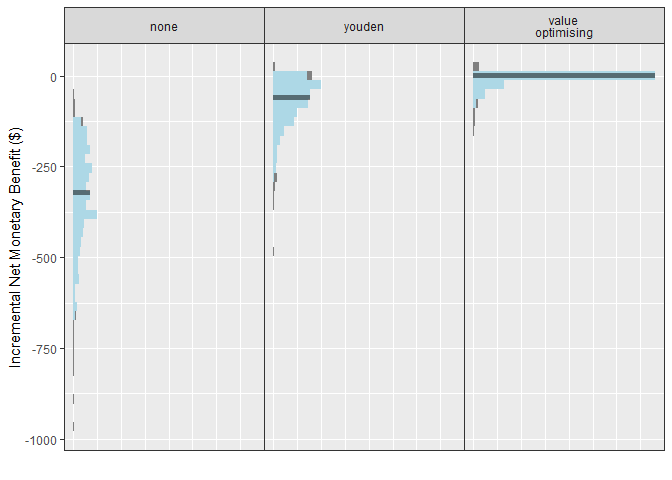 none
youden
value
optimising
Incremental Net Monetary Benefit ($)
0
-250
-500
-750
-1000